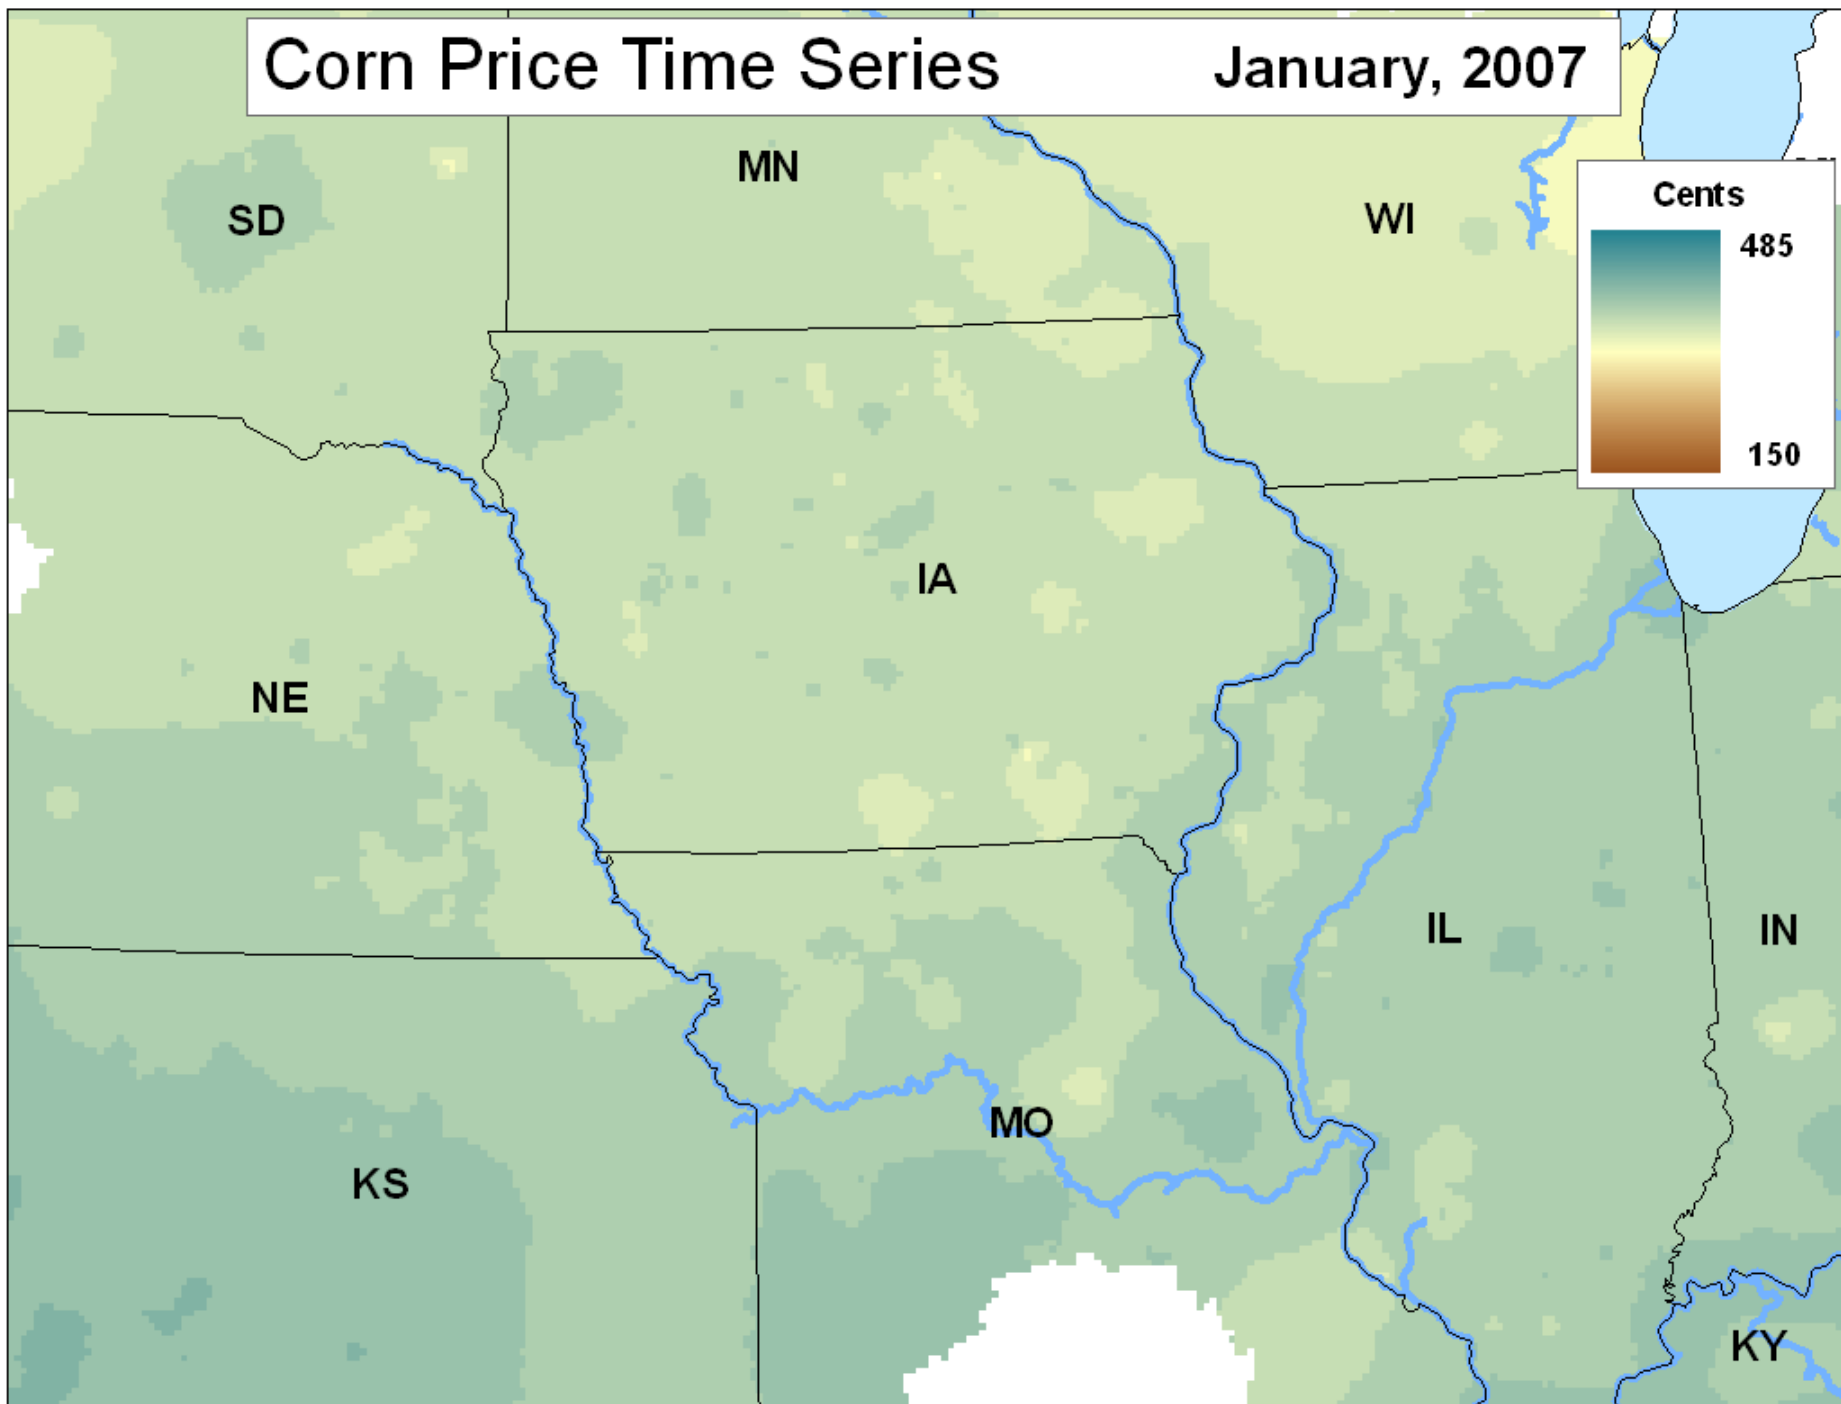 Corn Price Time Series
January, 2007
MN
SD
WI
Cents
485
150
IA
NE
IL
IN
MO
KS
KY